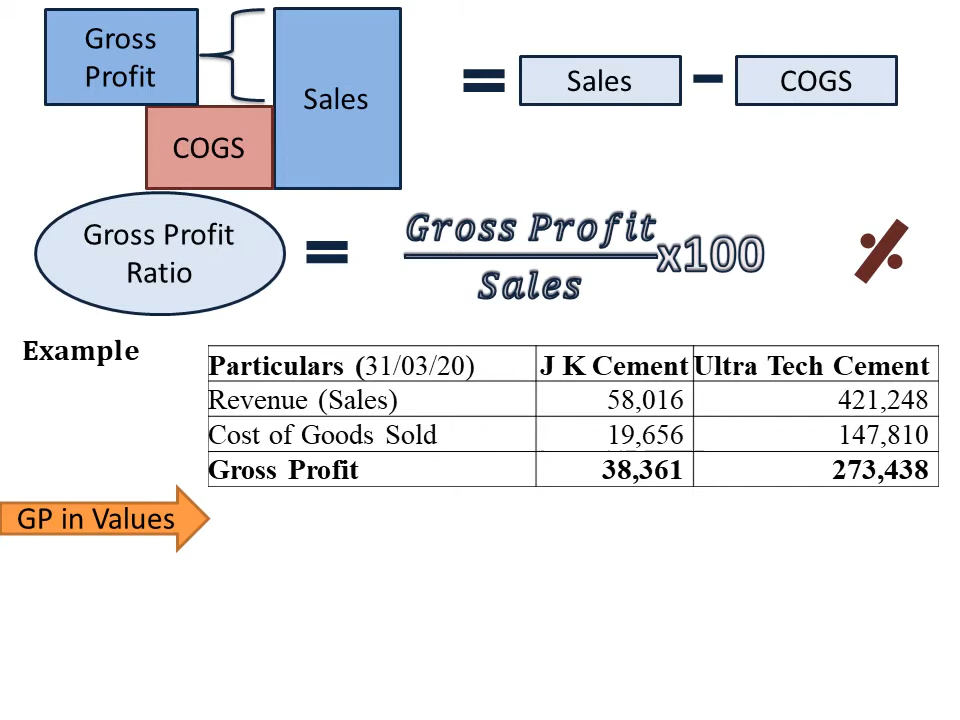 Gross
Profit
COGS
Sales
= Sales − COGS
Gross Profit
Ratio
= Gross Profit
Sales
x100 %
Example
Particulars (31/03/20) J K Cement Ultra Tech Cement
Revenue (Sales) 58,016 421,248
Cost of Goods Sold 19,656 147,810
Gross Profit 38,361 273,438
GP in Values